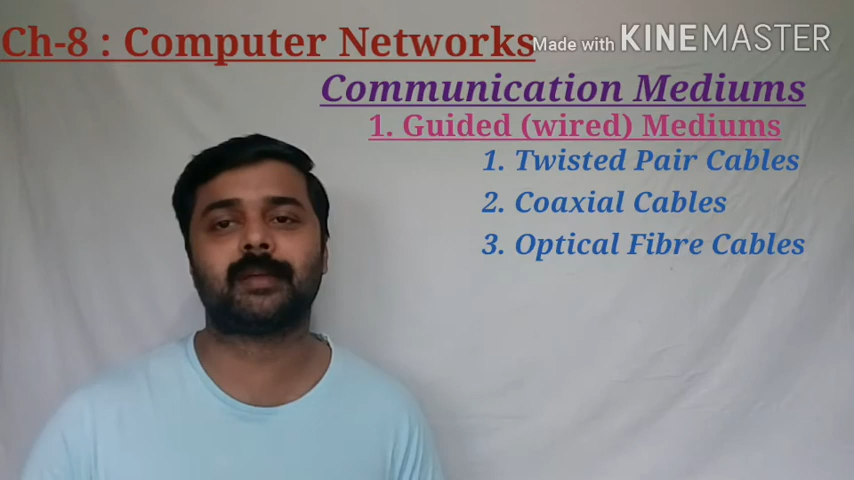 Ch-8 : Computer Networks
Made with KINEMASTER
Communication Mediums
1. Guided (wired) Mediums
1. Twisted Pair Cables
2. Coaxial Cables
3. Optical Fibre Cables